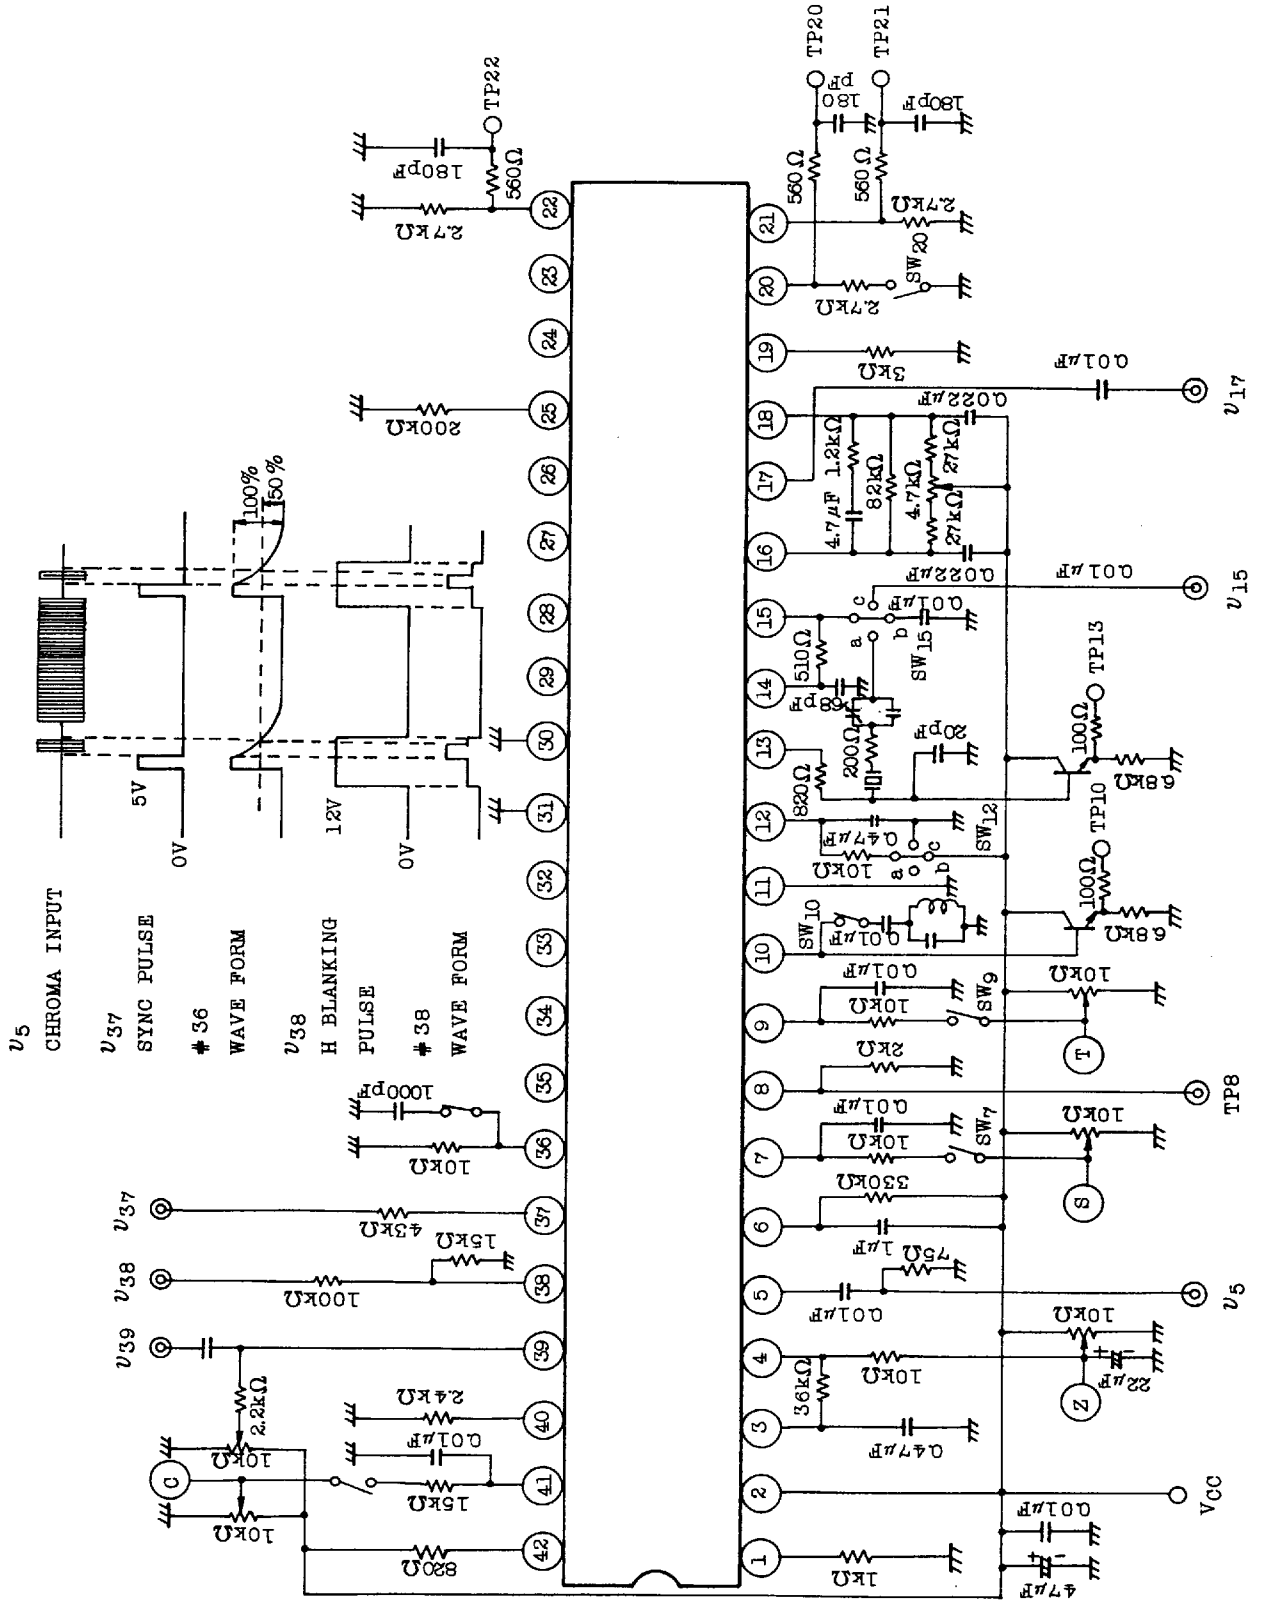 v5
CHROMA INPUT
v37
SYNC PULSE
5V
0V
#36
WAVE FORM
100%
50%
v38
H BLANKING
PULSE
12V
0V
#38
WAVE FORM
C
10kΩ
10kΩ
2.2kΩ
v39
v38
v37
820Ω
15kΩ
0.01μF
2.4kΩ
100kΩ
15kΩ
43kΩ
10kΩ
1000pF
200kΩ
2.7kΩ
180pF
560Ω
TP22
42
41
40
39
38
37
36
35
34
33
32
31
30
29
28
27
26
25
24
23
22
1
2
3
4
5
6
7
8
9
10
11
12
13
14
15
16
17
18
19
20
21
1kΩ
47μF
+
-
0.01μF
VCC
0.47μF
36kΩ
10kΩ
Z
22μF
+
-
10kΩ
0.01μF
75Ω
v5
1μF
330kΩ
10kΩ
0.01μF
SW7
S
10kΩ
2kΩ
TP8
10kΩ
0.01μF
SW9
T
10kΩ
SW10
0.01μF
6.8kΩ
100Ω
TP10
10kΩ
0.47μF
a
b
c
SW12
820Ω
200Ω
20pF
6.8kΩ
100Ω
TP13
68pF
510Ω
a
b
c
SW15
0.01μF
0.01μF
v15
0.022μF
4.7μF
1.2kΩ
82kΩ
27kΩ
4.7kΩ
27kΩ
0.022μF
0.01μF
v17
3kΩ
2.7kΩ
SW20
2.7kΩ
560Ω
560Ω
180
pF
180pF
TP20
TP21